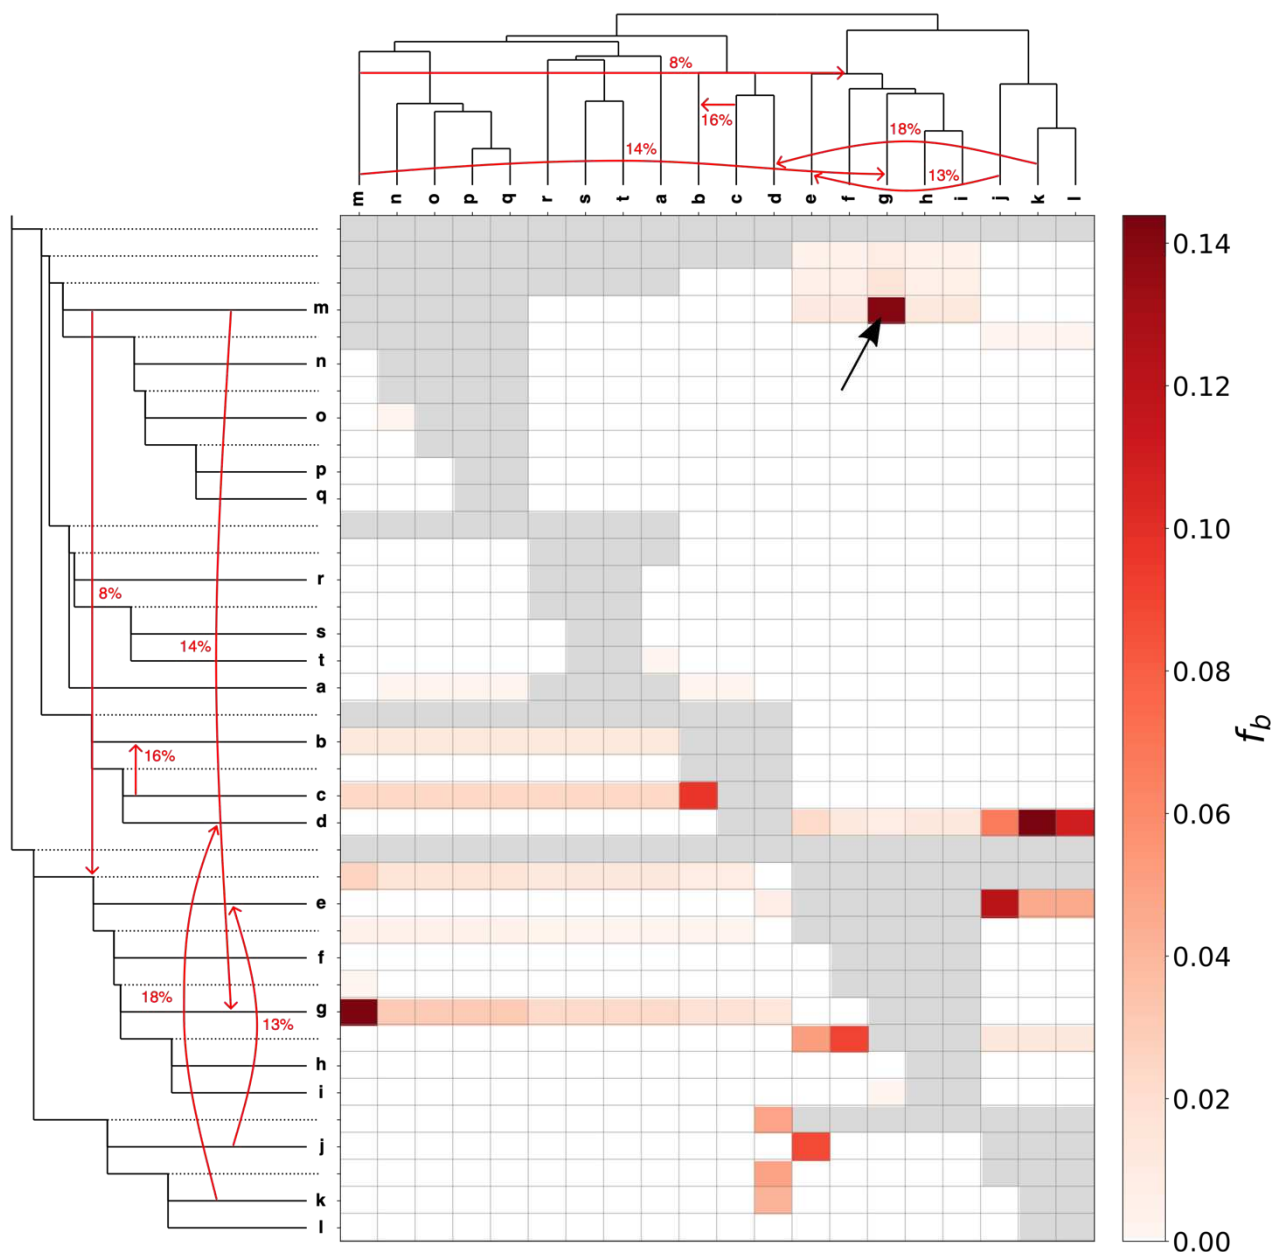 8%
16%
18%
14%
13%
m n o p q r s t a b c d e f g h i j k l
m
n
o
p
q
r
8%
s
14%
t
a
b
16%
c
d
e
f
18%
g
13%
h
i
j
k
l
0.14
0.12
0.10
0.08
0.06
0.04
0.02
0.00
f_b